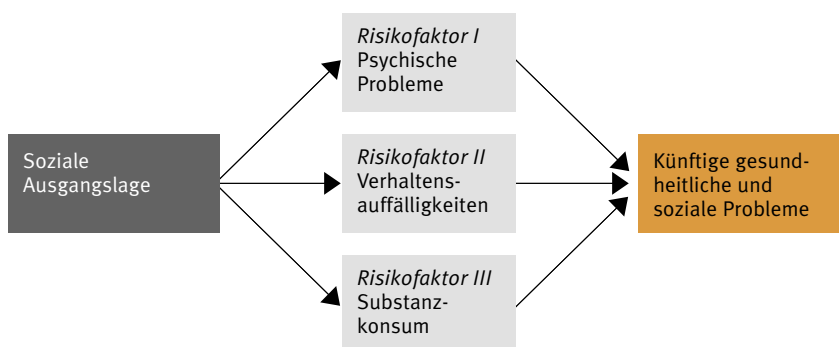 Soziale
Ausgangslage
Risikofaktor I
Psychische
Probleme
Risikofaktor II
Verhaltens-
auffälligkeiten
Risikofaktor III
Substanz-
konsum
Künftige gesund-
heitliche und
soziale Probleme